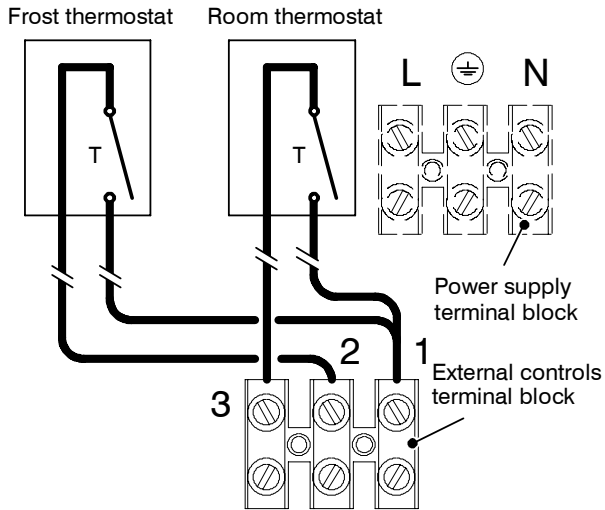 Frost thermostat
Room thermostat
L
N
T
T
Power supply
terminal block
2
1
3
External controls
terminal block